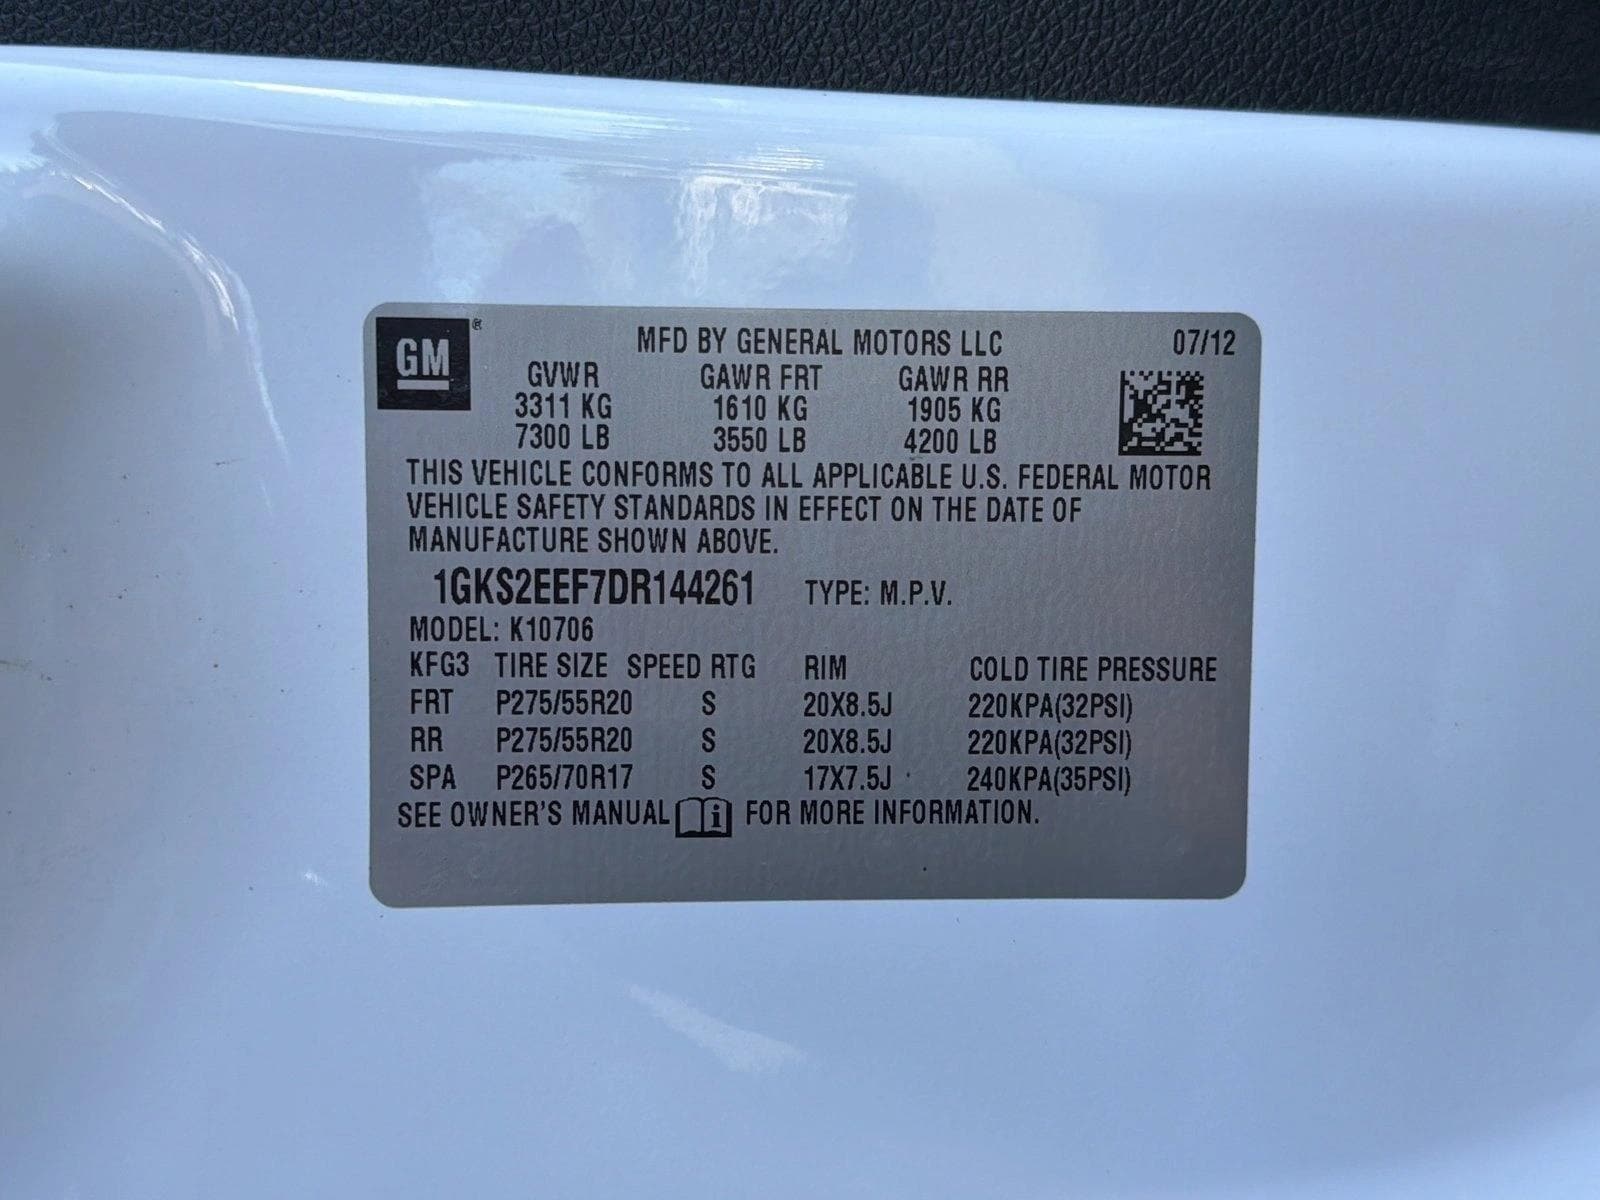 GM®
MFD BY GENERAL MOTORS LLC 07/12
GVWR GAWR FRT GAWR RR
3311 KG 1610 KG 1905 KG
7300 LB 3550 LB 4200 LB
THIS VEHICLE CONFORMS TO ALL APPLICABLE U.S. FEDERAL MOTOR
VEHICLE SAFETY STANDARDS IN EFFECT ON THE DATE OF
MANUFACTURE SHOWN ABOVE.
1GKS2EEF7DR144261 TYPE: M.P.V.
MODEL: K10706
KFG3 TIRE SIZE SPEED RTG RIM COLD TIRE PRESSURE
FRT P275/55R20 S 20X8.5J 220KPA(32PSI)
RR P275/55R20 S 20X8.5J 220KPA(32PSI)
SPA P265/70R17 S 17X7.5J 240KPA(35PSI)
SEE OWNER'S MANUAL i FOR MORE INFORMATION.